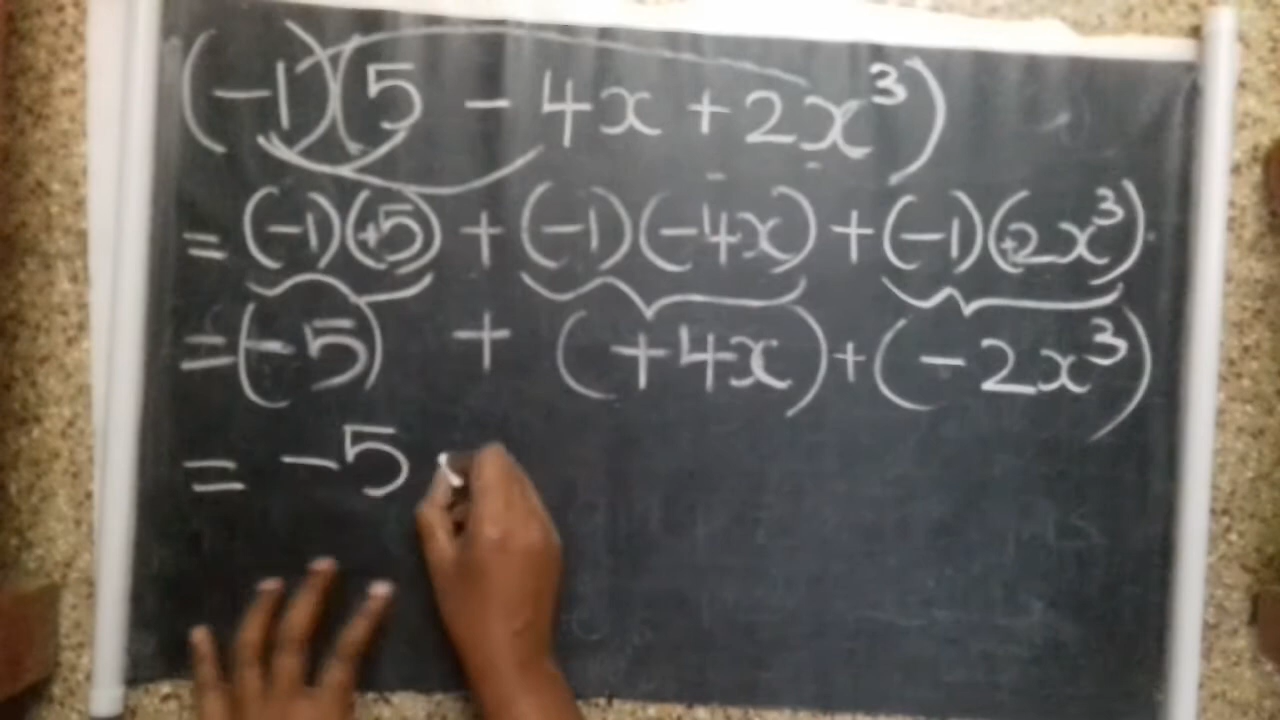 (-1)(5 - 4x + 2x³)
= (-1)(+5) + (-1)(-4x) + (-1)(+2x³)
= (-5) + (+4x) + (-2x³)
= -5